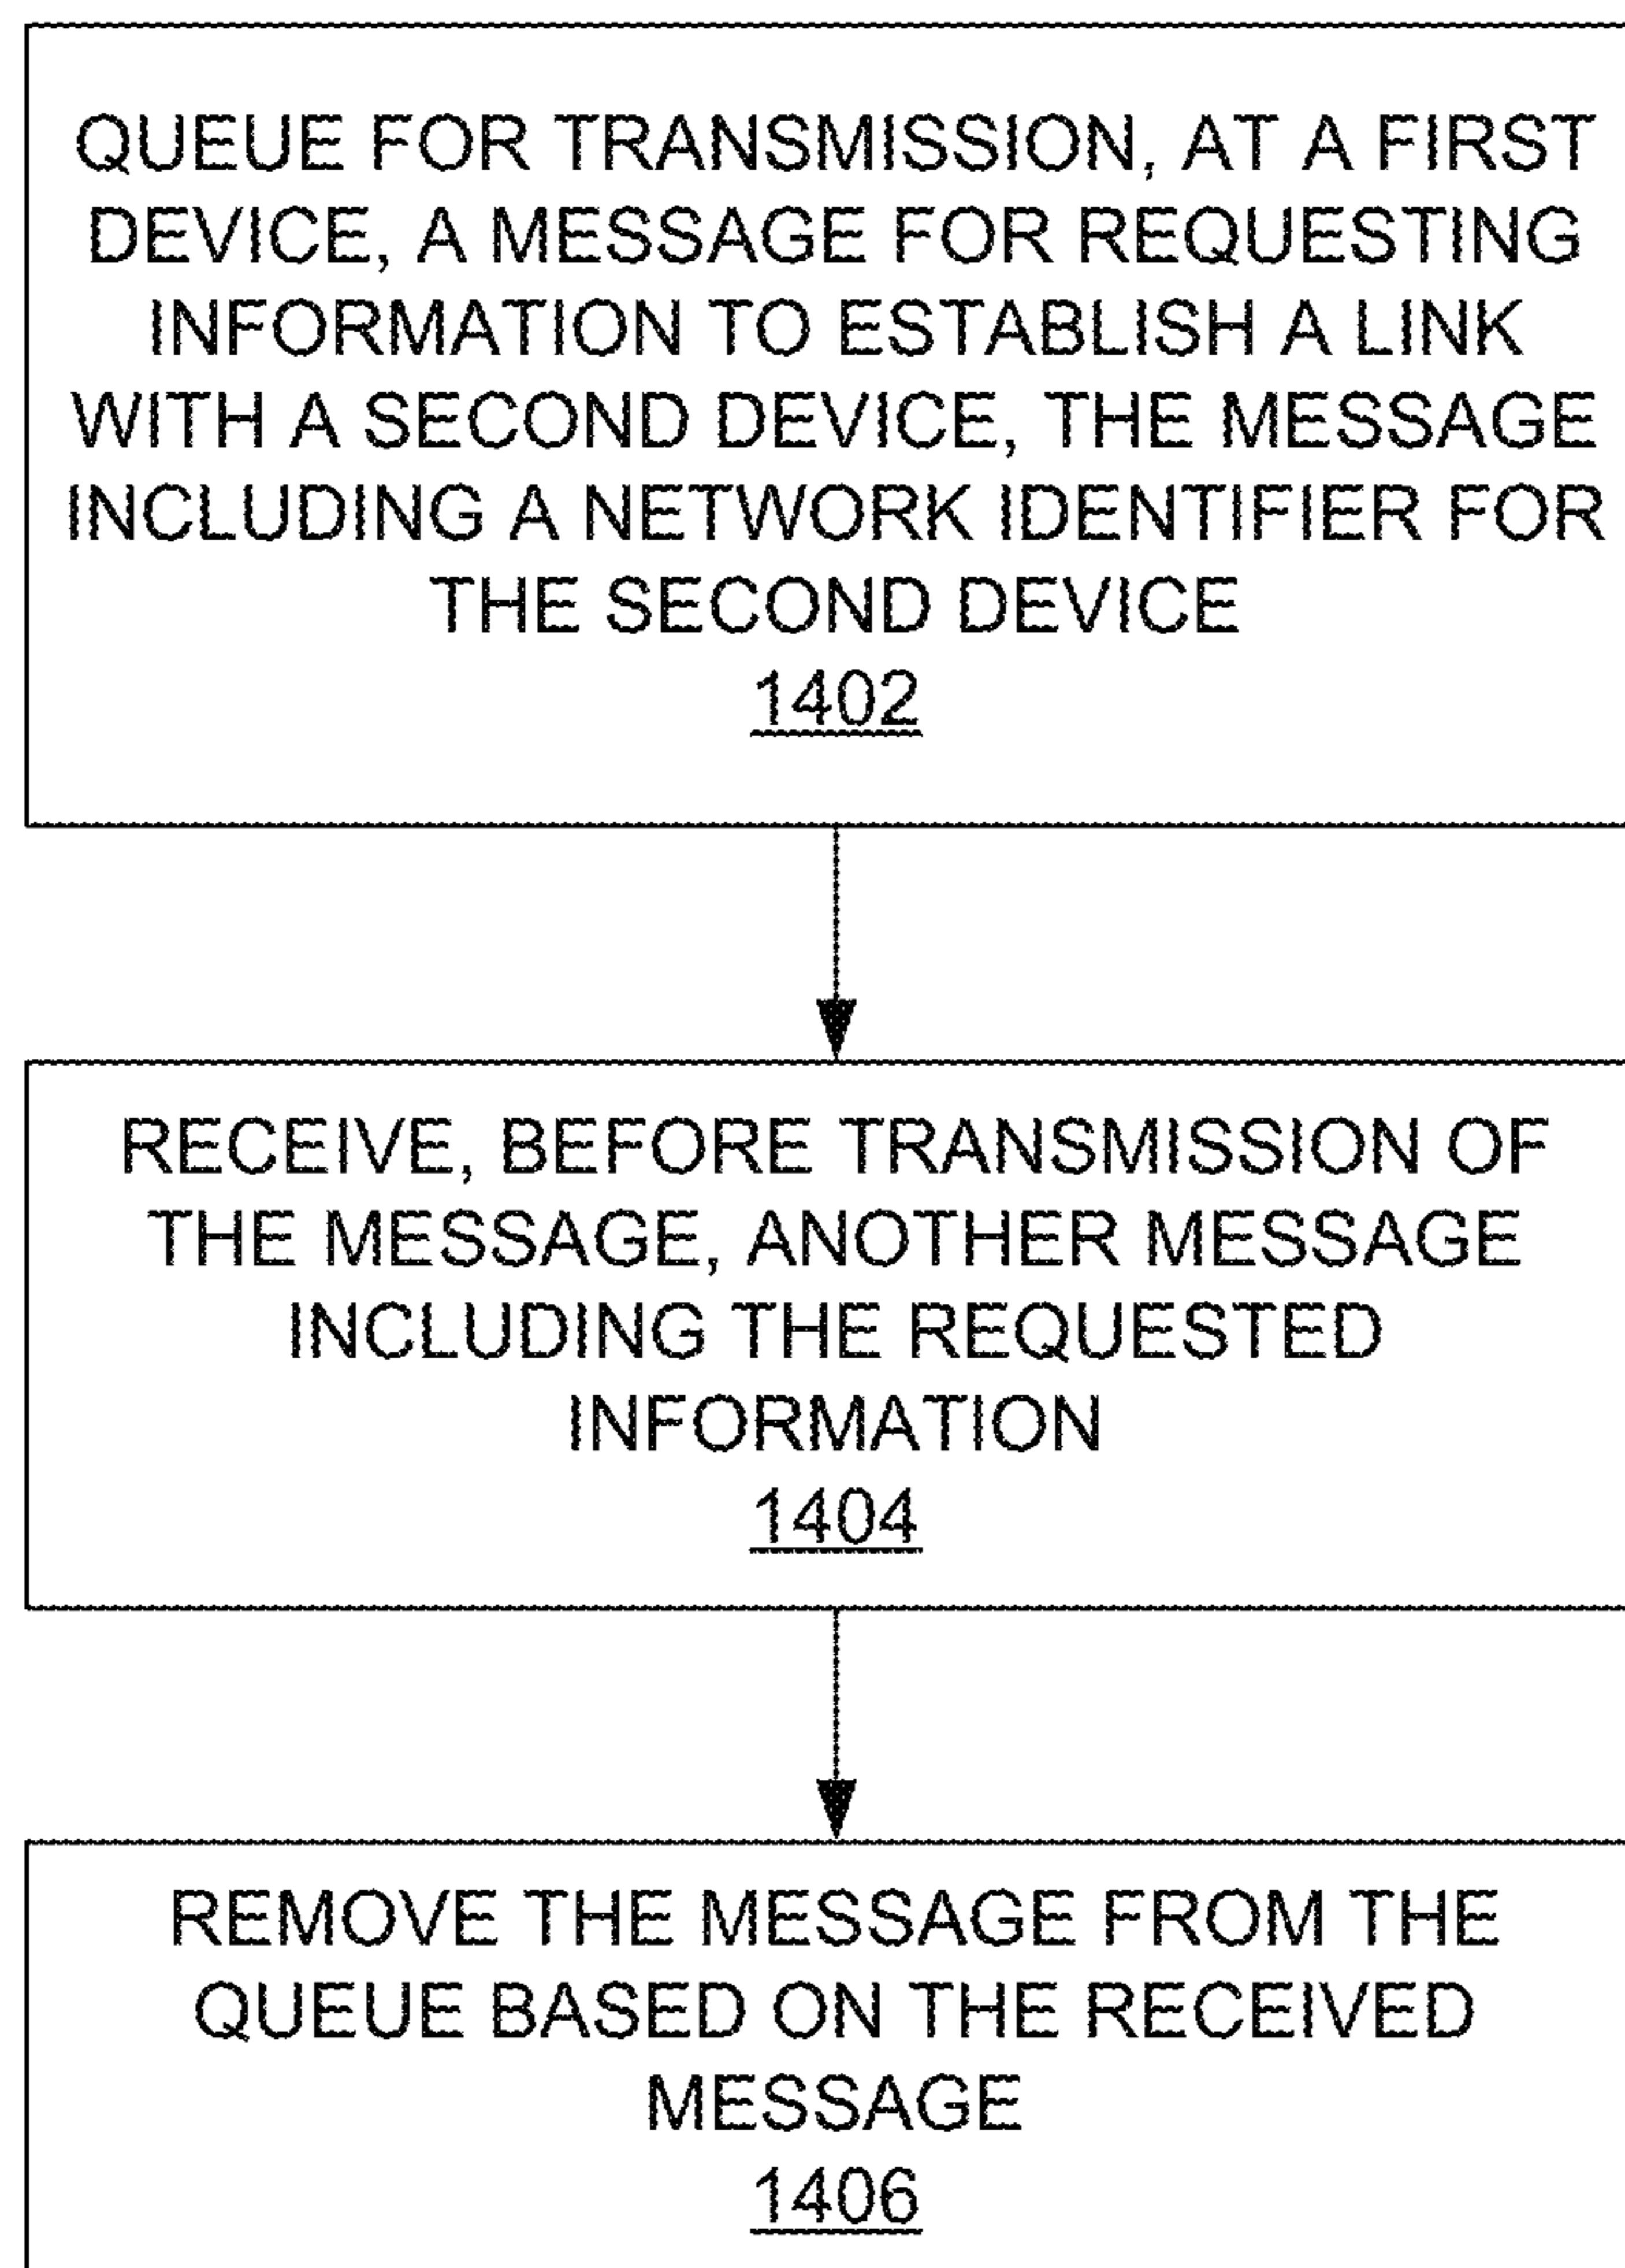 QUEUE FOR TRANSMISSION, AT A FIRST
DEVICE, A MESSAGE FOR REQUESTING
INFORMATION TO ESTABLISH A LINK
WITH A SECOND DEVICE, THE MESSAGE
INCLUDING A NETWORK IDENTIFIER FOR
THE SECOND DEVICE
1402
RECEIVE, BEFORE TRANSMISSION OF
THE MESSAGE, ANOTHER MESSAGE
INCLUDING THE REQUESTED
INFORMATION
1404
REMOVE THE MESSAGE FROM THE
QUEUE BASED ON THE RECEIVED
MESSAGE
1406